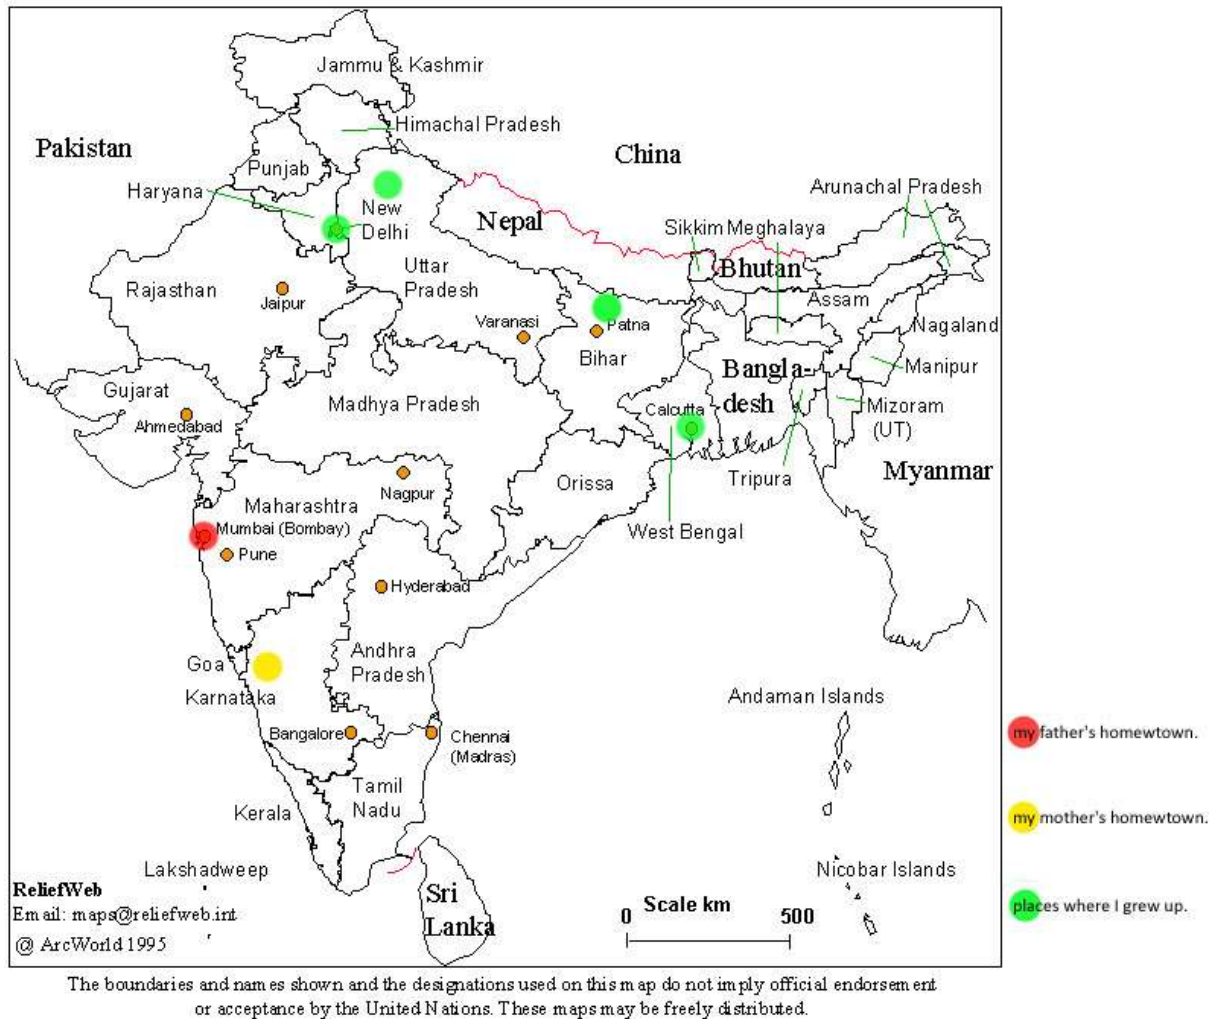 Jammu & Kashmir
Himachal Pradesh
Pakistan
China
Punjab
Haryana
Arunachal Pradesh
New
Delhi
Nepal
Sikkim
Meghalaya
Bhutan
Uttar
Pradesh
Rajasthan
Jaipur
Assam
Varanasi
Patna
Nagaland
Bihar
Manipur
Gujarat
Bangla-
desh
Madhya Pradesh
Calcutta
Mizoram
(UT)
Ahmedabad
Myanmar
Nagpur
Orissa
Tripura
Maharashtra
West Bengal
Mumbai (Bombay)
Pune
Hyderabad
Andhra
Pradesh
Goa
Karnataka
Andaman Islands
Bangalore
Chennai
(Madras)
my father's homewtown.
Tamil
Nadu
Kerala
my mother's homewtown.
Lakshadweep
Nicobar Islands
ReliefWeb
Sri
Lanka
Scale km
0
500
places where I grew up.
Email: maps@reliefweb.int
@ ArcWorld 1995
The boundaries and names shown and the designations used on this map do not imply official endorsement
or acceptance by the United Nations. These maps may be freely distributed.